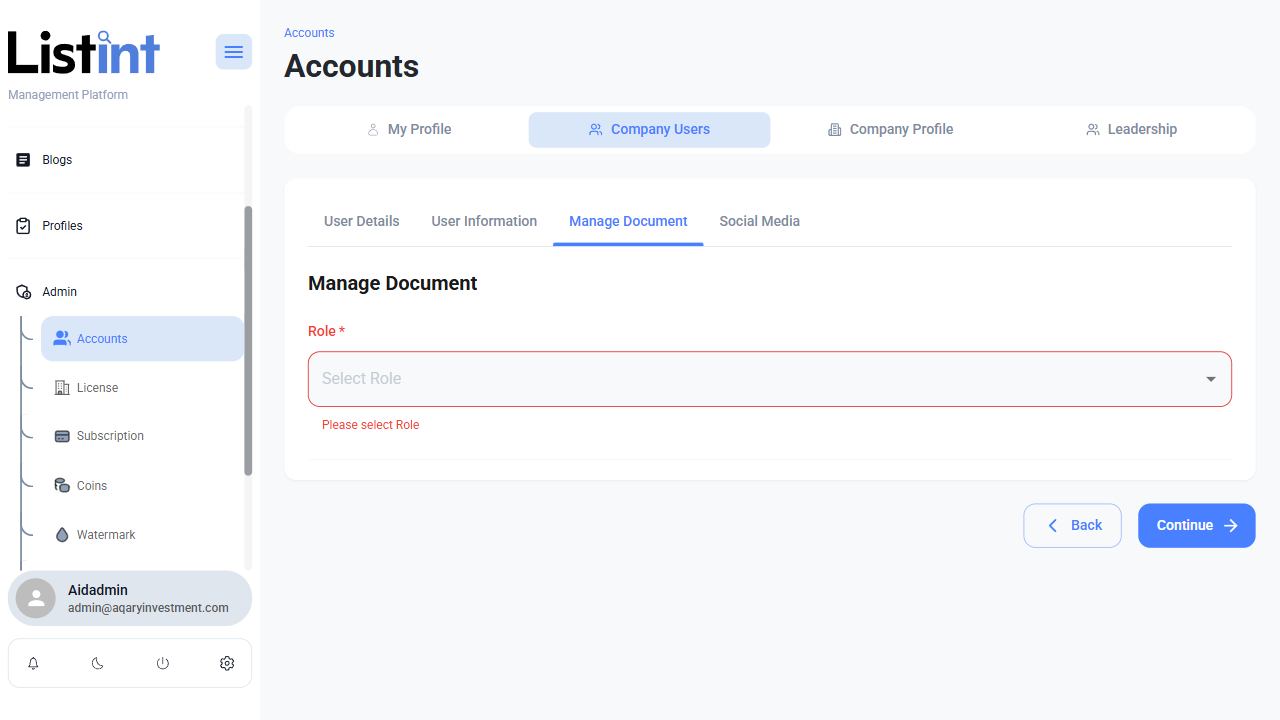 Listint
Management Platform
Blogs
Profiles
Admin
Accounts
License
Subscription
Coins
Watermark
Aidadmin
admin@aqaryinvestment.com
Accounts
Accounts
My Profile
Company Users
Company Profile
Leadership
User Details
User Information
Manage Document
Social Media
Manage Document
Role *
Select Role
Please select Role
Back
Continue